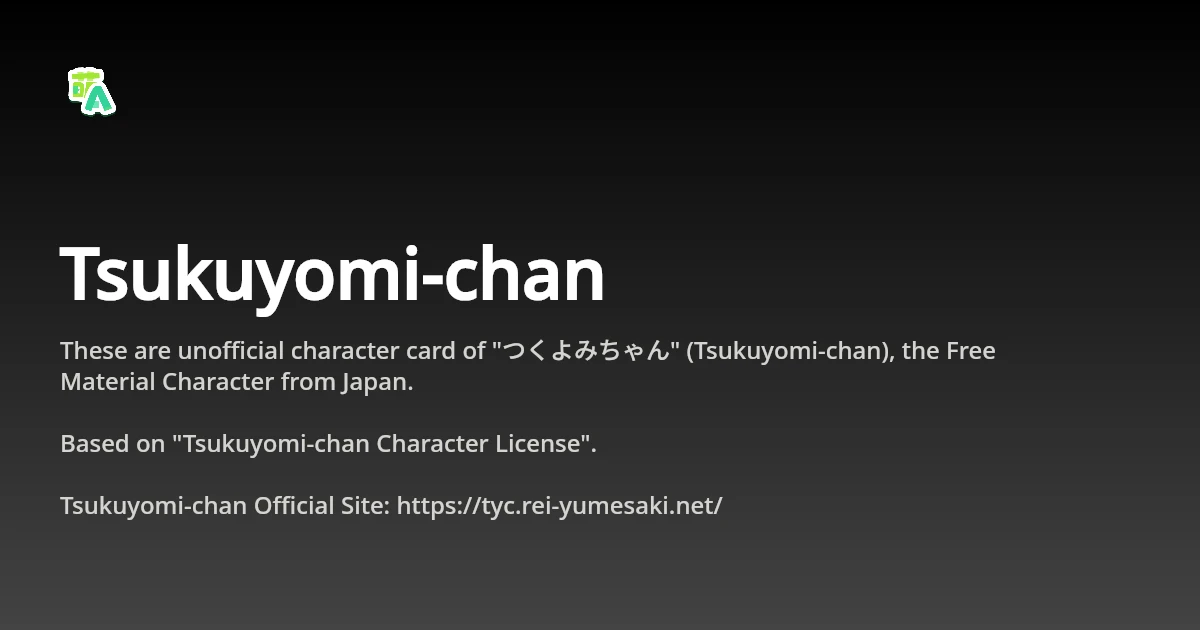 Tsukuyomi-chan
These are unofficial character card of "つくよみちゃん" (Tsukuyomi-chan), the Free
Material Character from Japan.
Based on "Tsukuyomi-chan Character License".
Tsukuyomi-chan Official Site: https://tyc.rei-yumesaki.net/